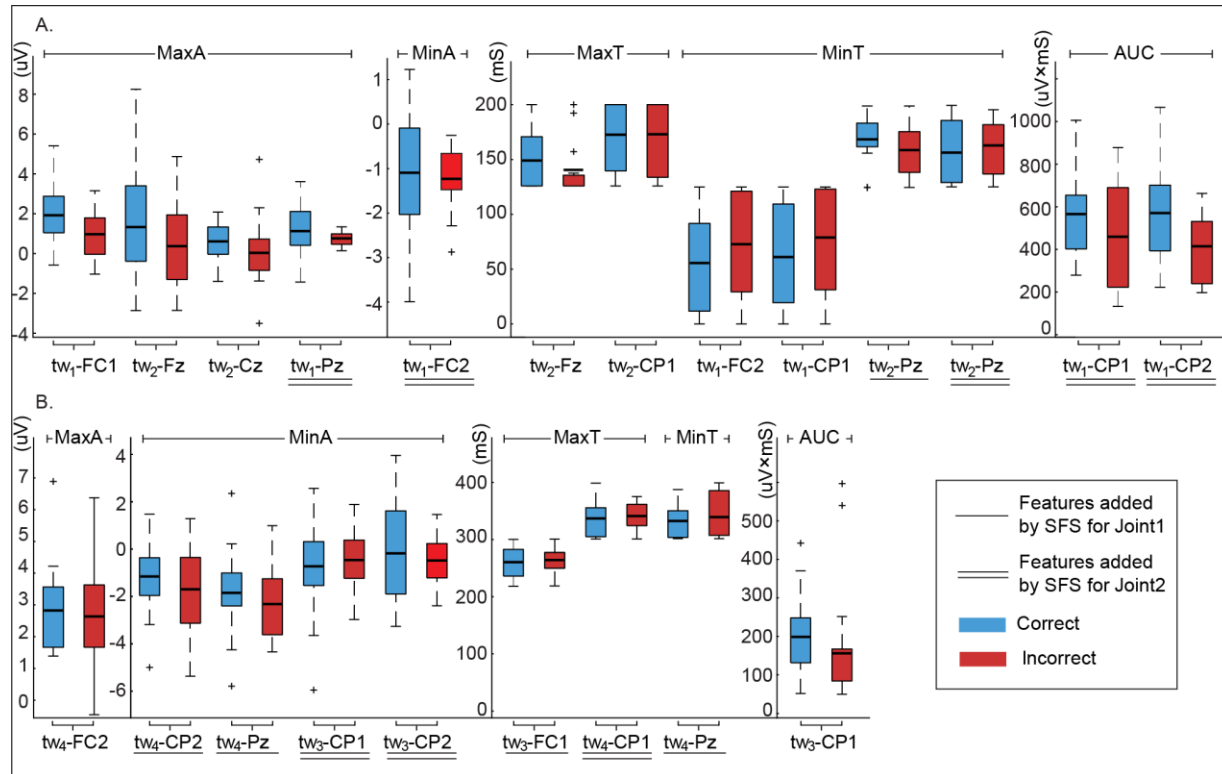 A.
MaxA
MinA
MaxT
MinT
AUC
(uV)
8
6
4
2
0
-2
-4
1
0
-1
-2
-3
-4
(mS)
200
150
100
50
0
(uV×mS)
1000
800
600
400
200
0
tw1-FC1
tw2-Fz
tw2-Cz
tw1-Pz
tw1-FC2
tw2-Fz
tw2-CP1
tw1-FC2
tw1-CP1
tw2-Pz
tw2-Pz
tw1-CP1
tw1-CP2
B.
MaxA
MinA
MaxT
MinT
AUC
(uV)
7
6
5
4
3
2
1
0
4
2
0
-2
-4
-6
(mS)
400
300
200
100
0
(uV×mS)
500
400
300
200
100
0
tw4-FC2
tw4-CP2
tw4-Pz
tw3-CP1
tw3-CP2
tw3-FC1
tw4-CP1
tw4-Pz
tw3-CP1
Features added
by SFS for Joint1
Features added
by SFS for Joint2
Correct
Incorrect